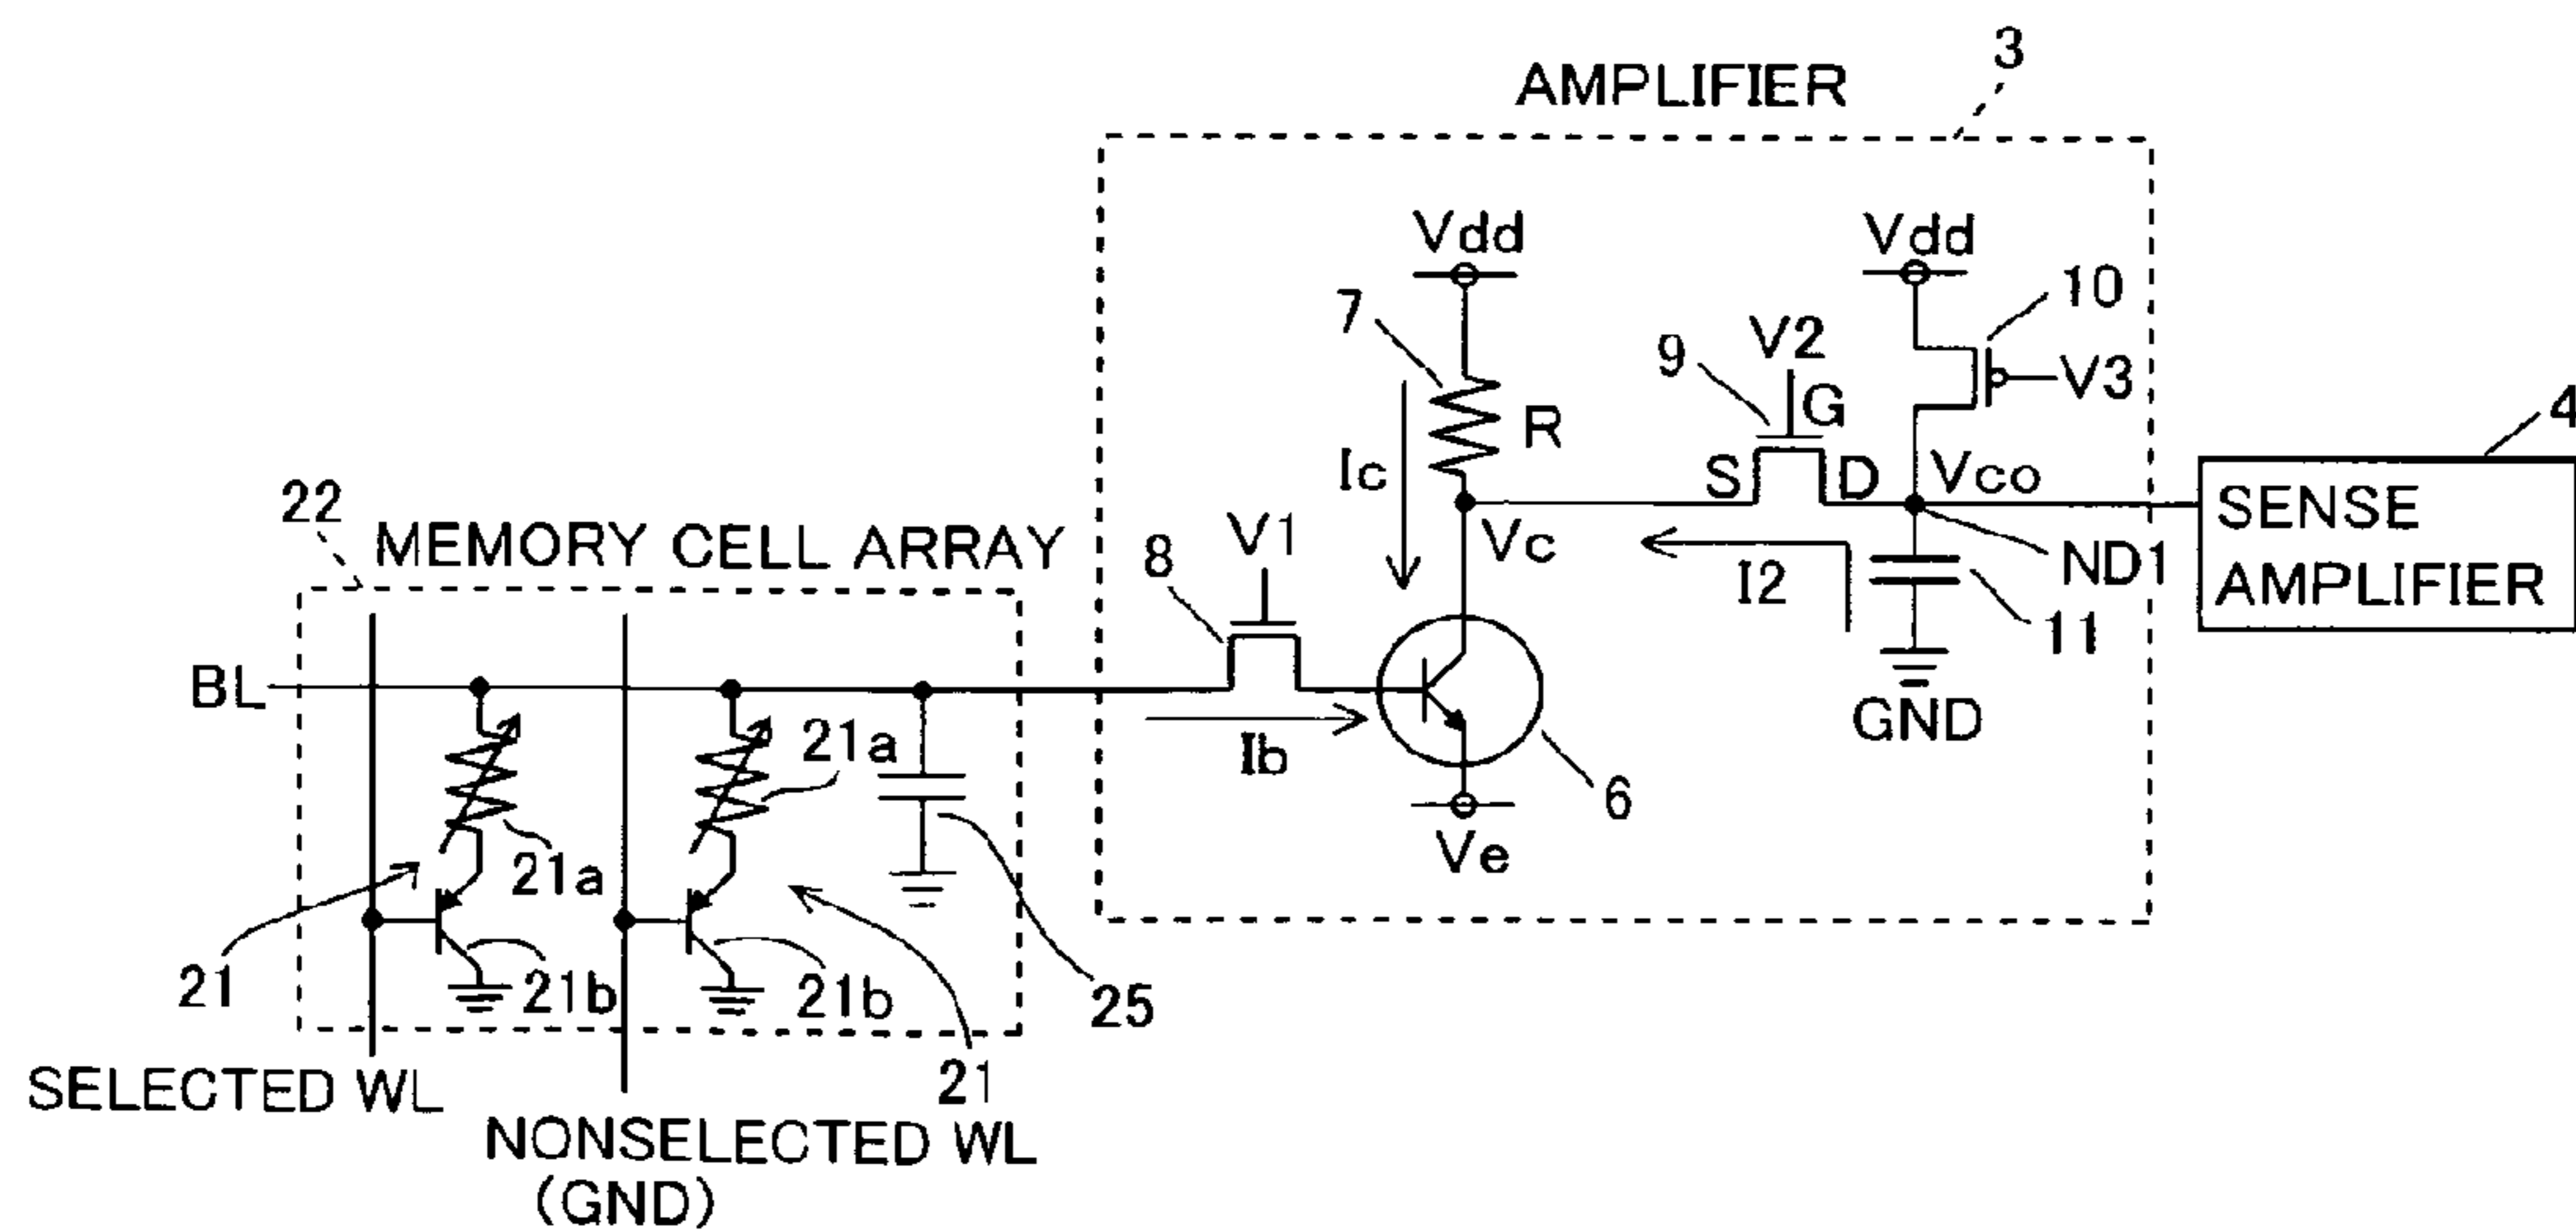 3
AMPLIFIER
Vdd
Vdd
10
7
V2
9
G
V3
R
4
Ic
S
D
Vco
22
SENSE
AMPLIFIER
MEMORY CELL ARRAY
V1
8
Vc
I2
ND1
11
BL
GND
21a
Ib
6
Ve
21a
21
21b
21b
25
21
SELECTED WL
NONSELECTED WL
(GND)